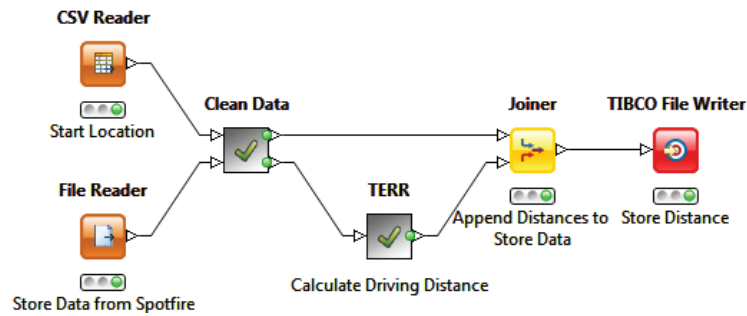 CSV Reader
Start Location
File Reader
Store Data from Spotfire
Clean Data
TERR
Calculate Driving Distance
Joiner
Append Distances to
Store Data
TIBCO File Writer
Store Distance